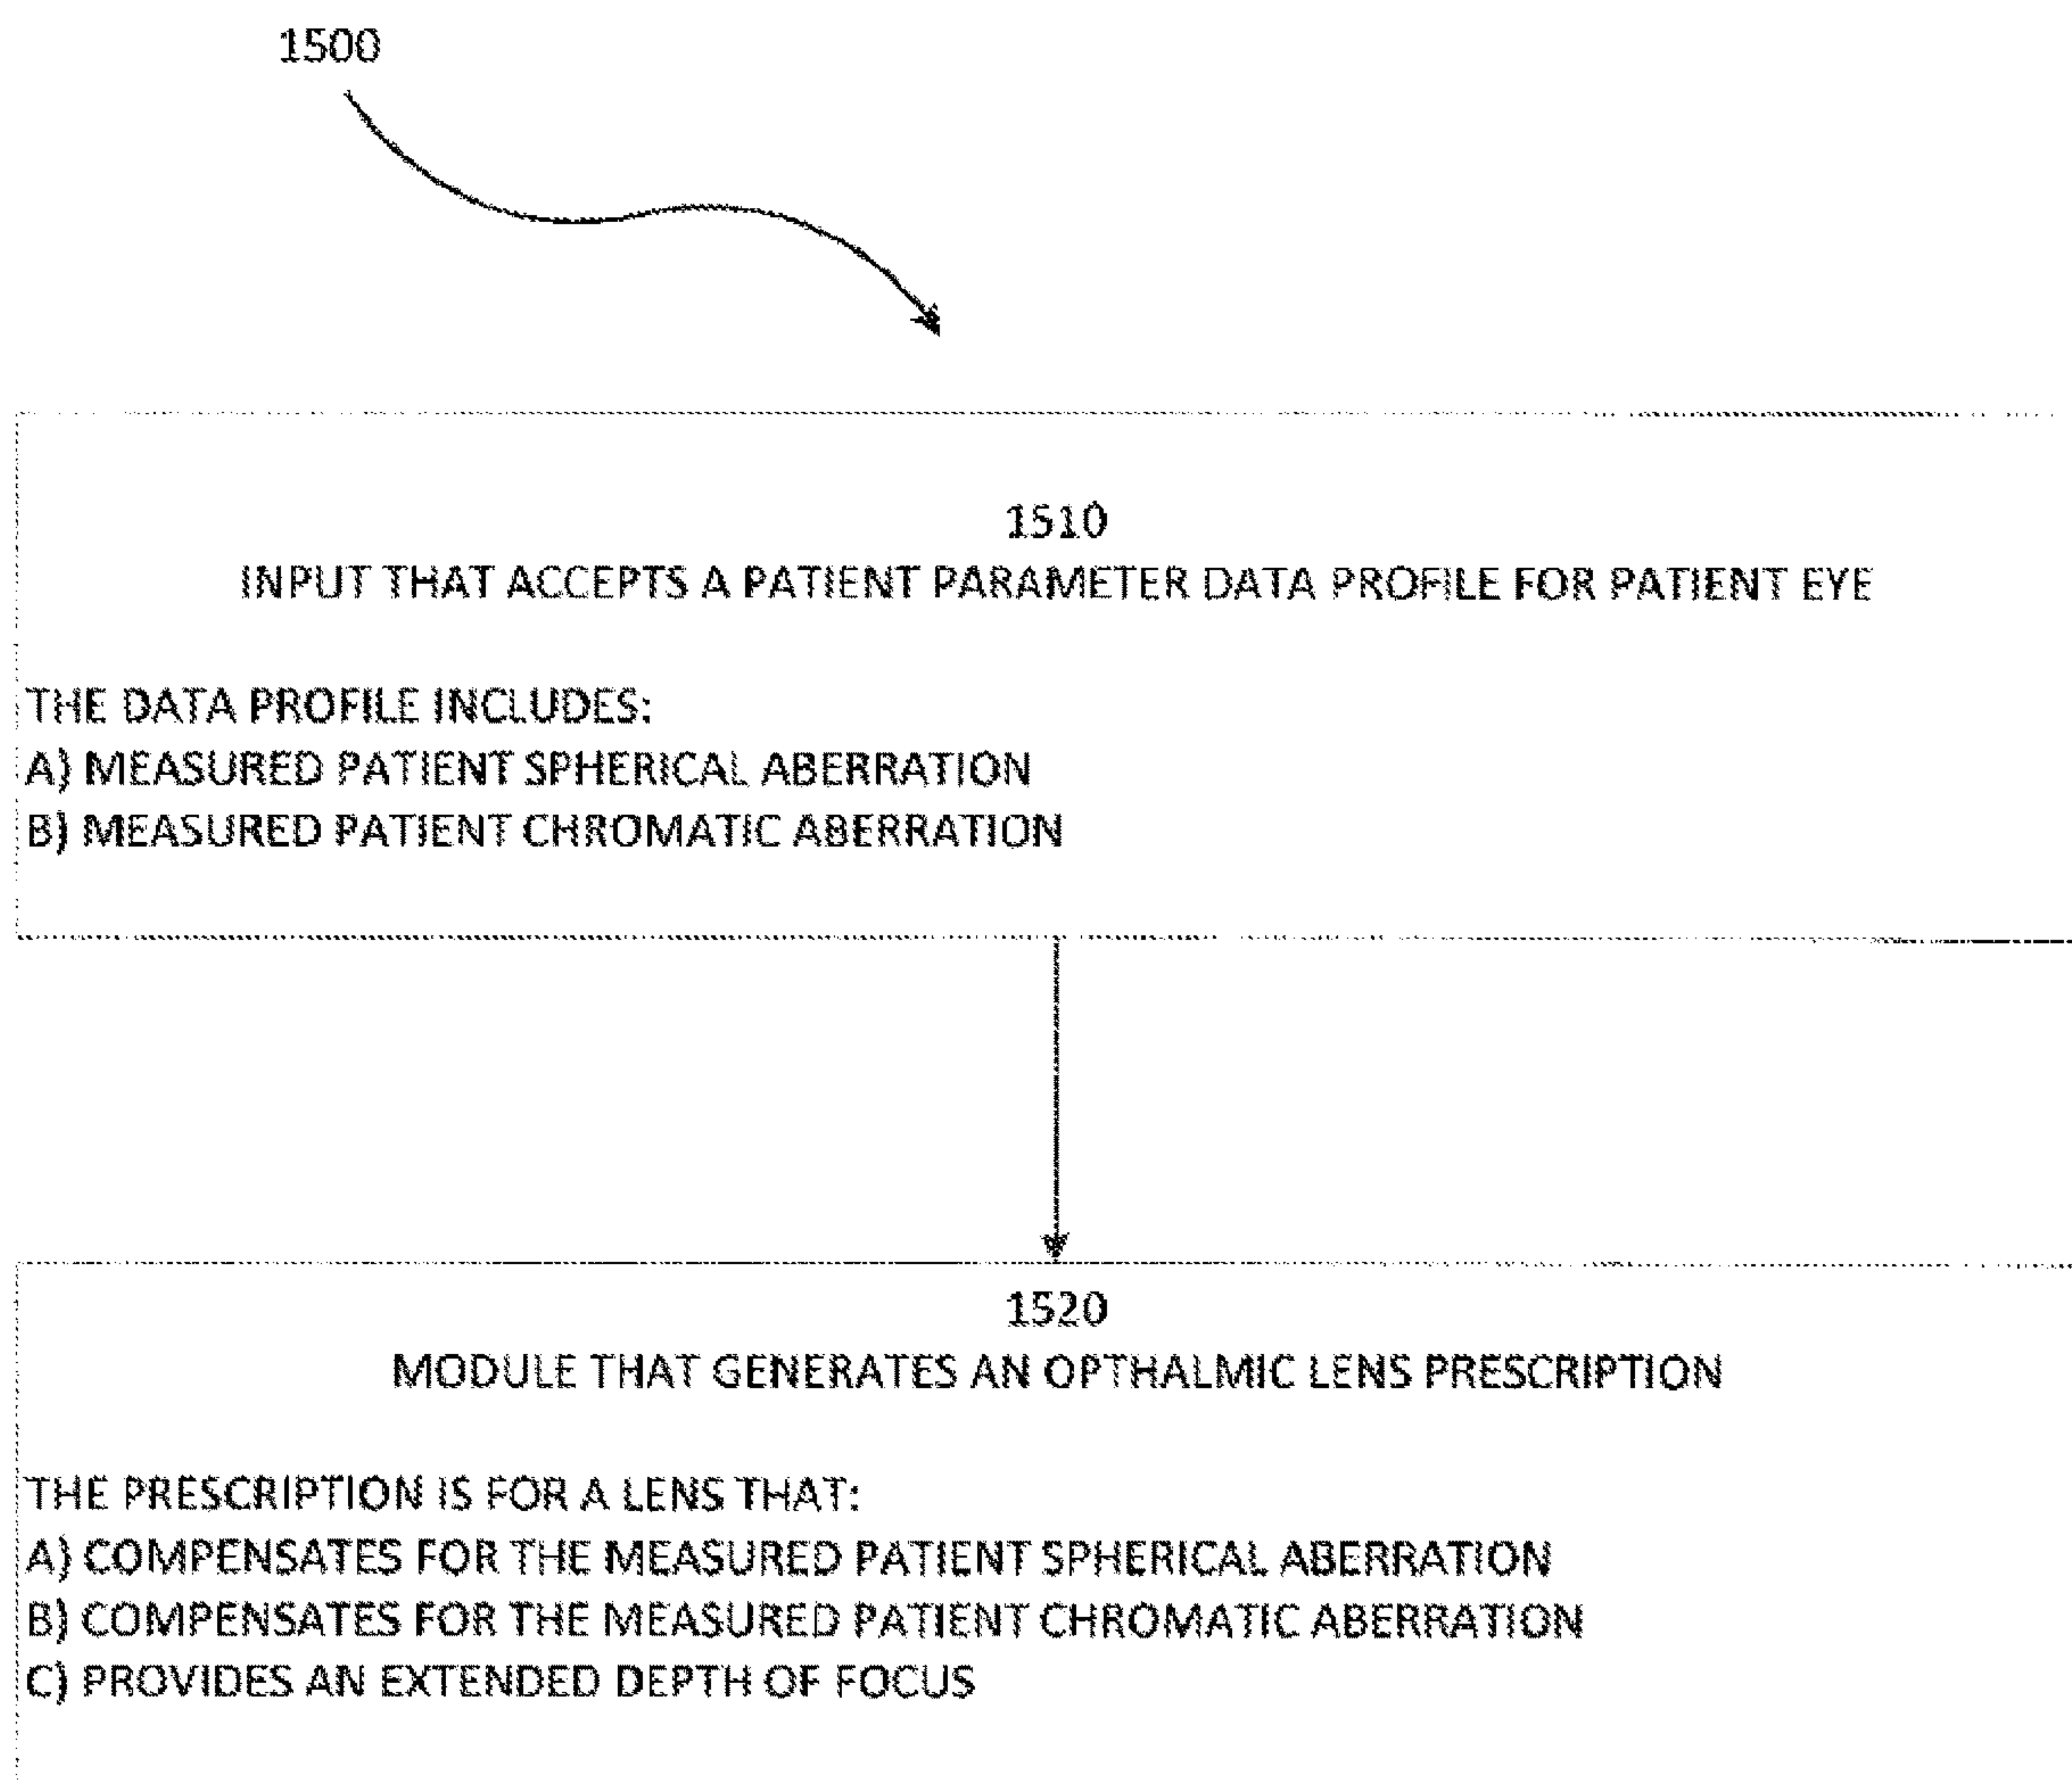 1500
1510
INPUT THAT ACCEPTS A PATIENT PARAMETER DATA PROFILE FOR PATIENT EYE
THE DATA PROFILE INCLUDES:
A) MEASURED PATIENT SPHERICAL ABERRATION
B) MEASURED PATIENT CHROMATIC ABERRATION
1520
MODULE THAT GENERATES AN OPTHALMIC LENS PRESCRIPTION
THE PRESCRIPTION IS FOR A LENS THAT:
A) COMPENSATES FOR THE MEASURED PATIENT SPHERICAL ABERRATION
B) COMPENSATES FOR THE MEASURED PATIENT CHROMATIC ABERRATION
C) PROVIDES AN EXTENDED DEPTH OF FOCUS